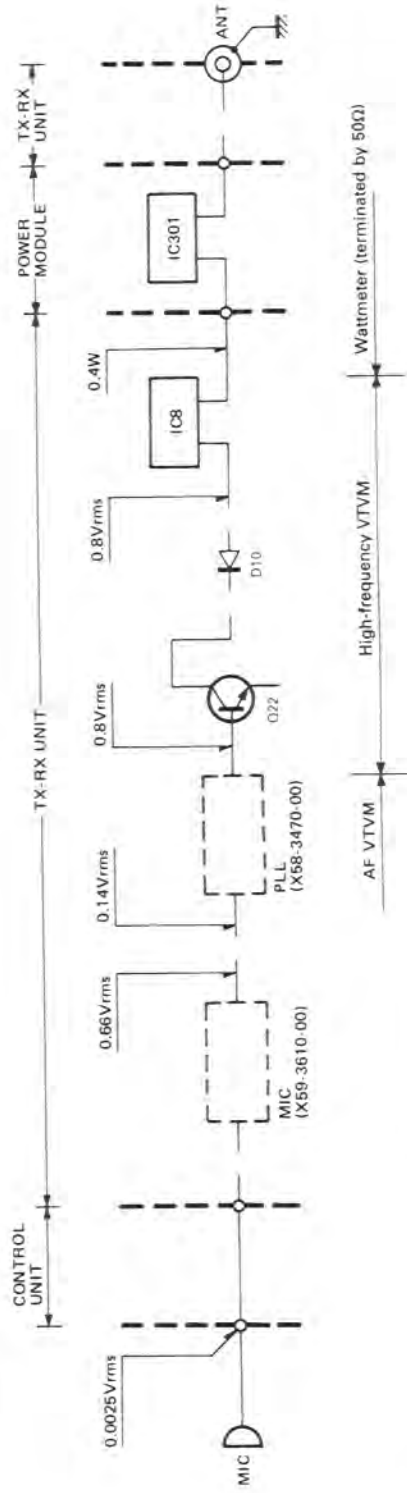 CONTROL
UNIT
TX-RX UNIT
POWER
MODULE
TX-RX
UNIT
0.0025Vrms
0.66Vrms
0.14Vrms
0.8Vrms
0.8Vrms
0.4W
MIC
MIC
(X59-3610-00)
PLL
(X58-3470-00)
Q22
D10
IC8
IC301
ANT
AF VTVM
High-frequency VTVM
Wattmeter (terminated by 50Ω)